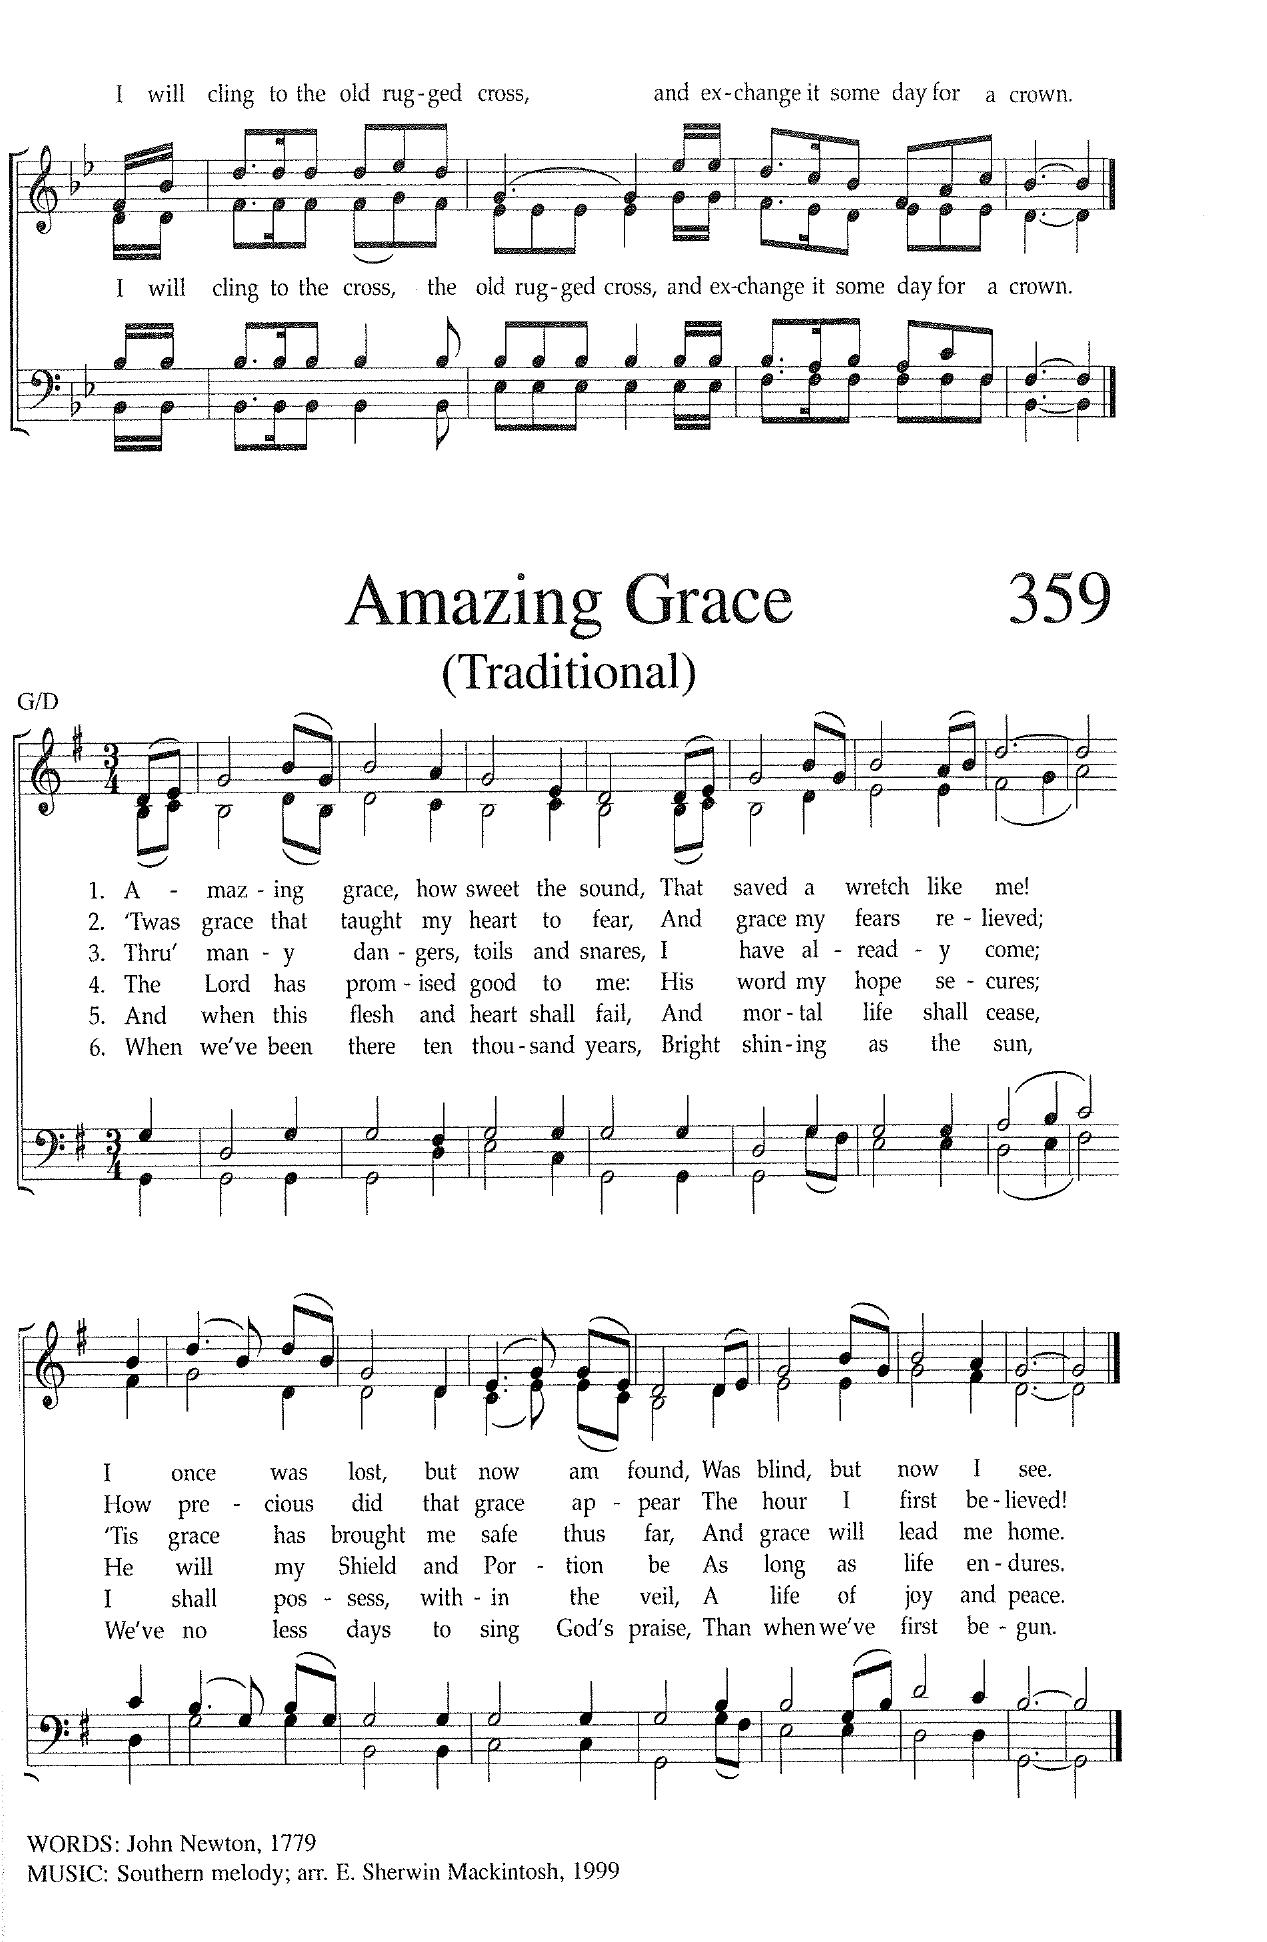 I will cling to the old rug-ged cross, and ex-change it some day for a crown.
I will cling to the cross, the old rug-ged cross, and ex-change it some day for a crown.
Amazing Grace 359
(Traditional)
G/D
1. A - maz - ing grace, how sweet the sound, That saved a wretch like me!
2. 'Twas grace that taught my heart to fear, And grace my fears re - lieved;
3. Thru' man - y dan - gers, toils and snares, I have al - read - y come;
4. The Lord has prom - ised good to me: His word my hope se - cures;
5. And when this flesh and heart shall fail, And mor - tal life shall cease,
6. When we've been there ten thou - sand years, Bright shin - ing as the sun,
I once was lost, but now am found, Was blind, but now I see.
How pre - cious did that grace ap - pear The hour I first be - lieved!
'Tis grace has brought me safe thus far, And grace will lead me home.
He will my Shield and Por - tion be As long as life en - dures.
I shall pos - sess, with - in the veil, A life of joy and peace.
We've no less days to sing God's praise, Than when we've first be - gun.
WORDS: John Newton, 1779
MUSIC: Southern melody; arr. E. Sherwin Mackintosh, 1999